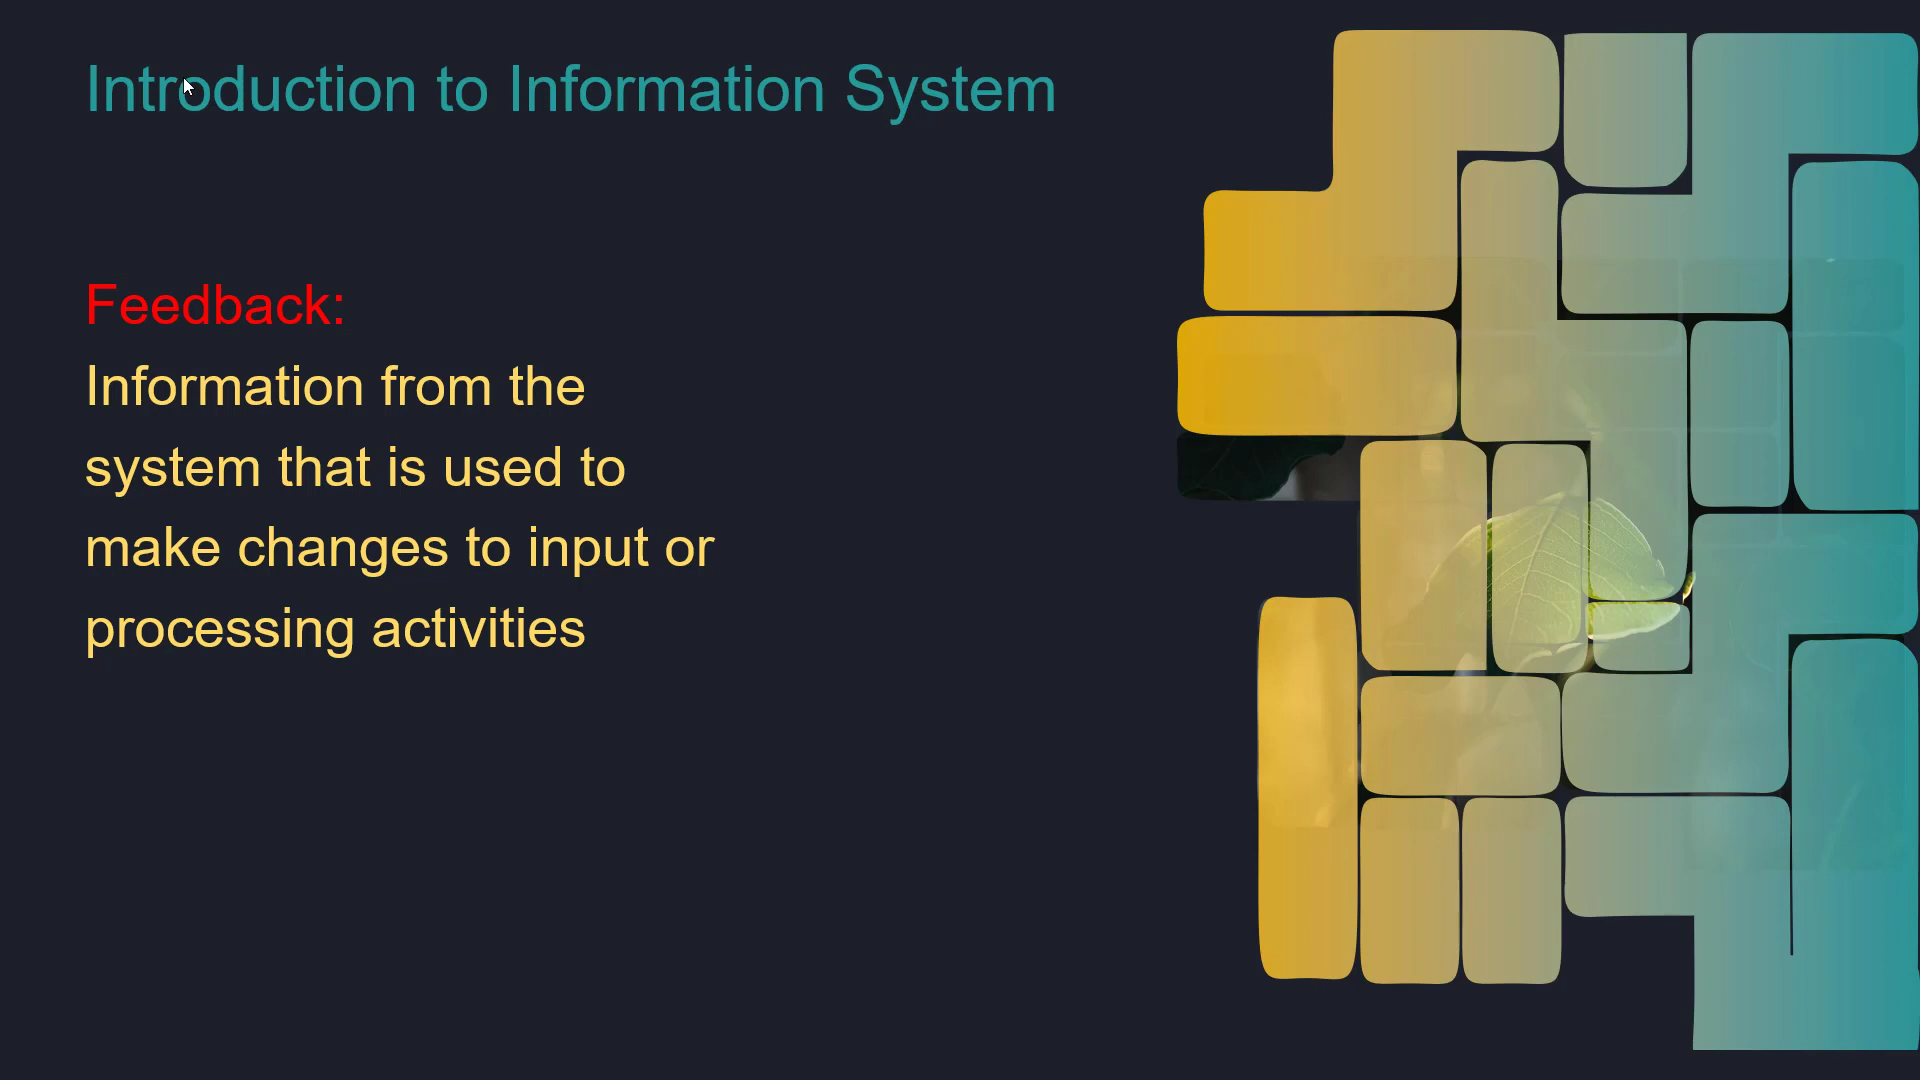 Introduction to Information System
Feedback:
Information from the
system that is used to
make changes to input or
processing activities